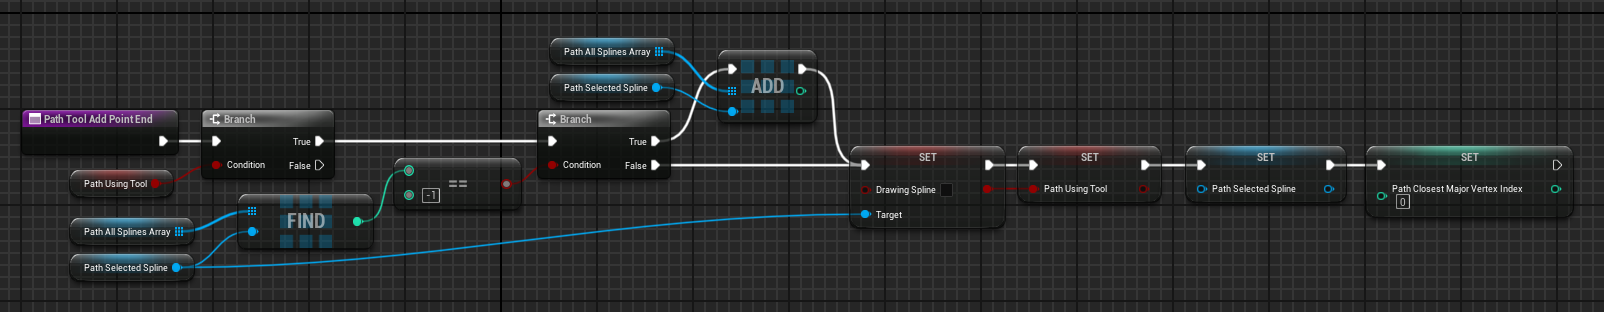 Path Tool Add Point End
Branch
True
Condition
False
Path Using Tool
Path All Splines Array
Path Selected Spline
FIND
==
-1
Path All Splines Array
Path Selected Spline
ADD
Branch
True
Condition
False
SET
Drawing Spline
Target
SET
Path Using Tool
SET
Path Selected Spline
SET
Path Closest Major Vertex Index
0